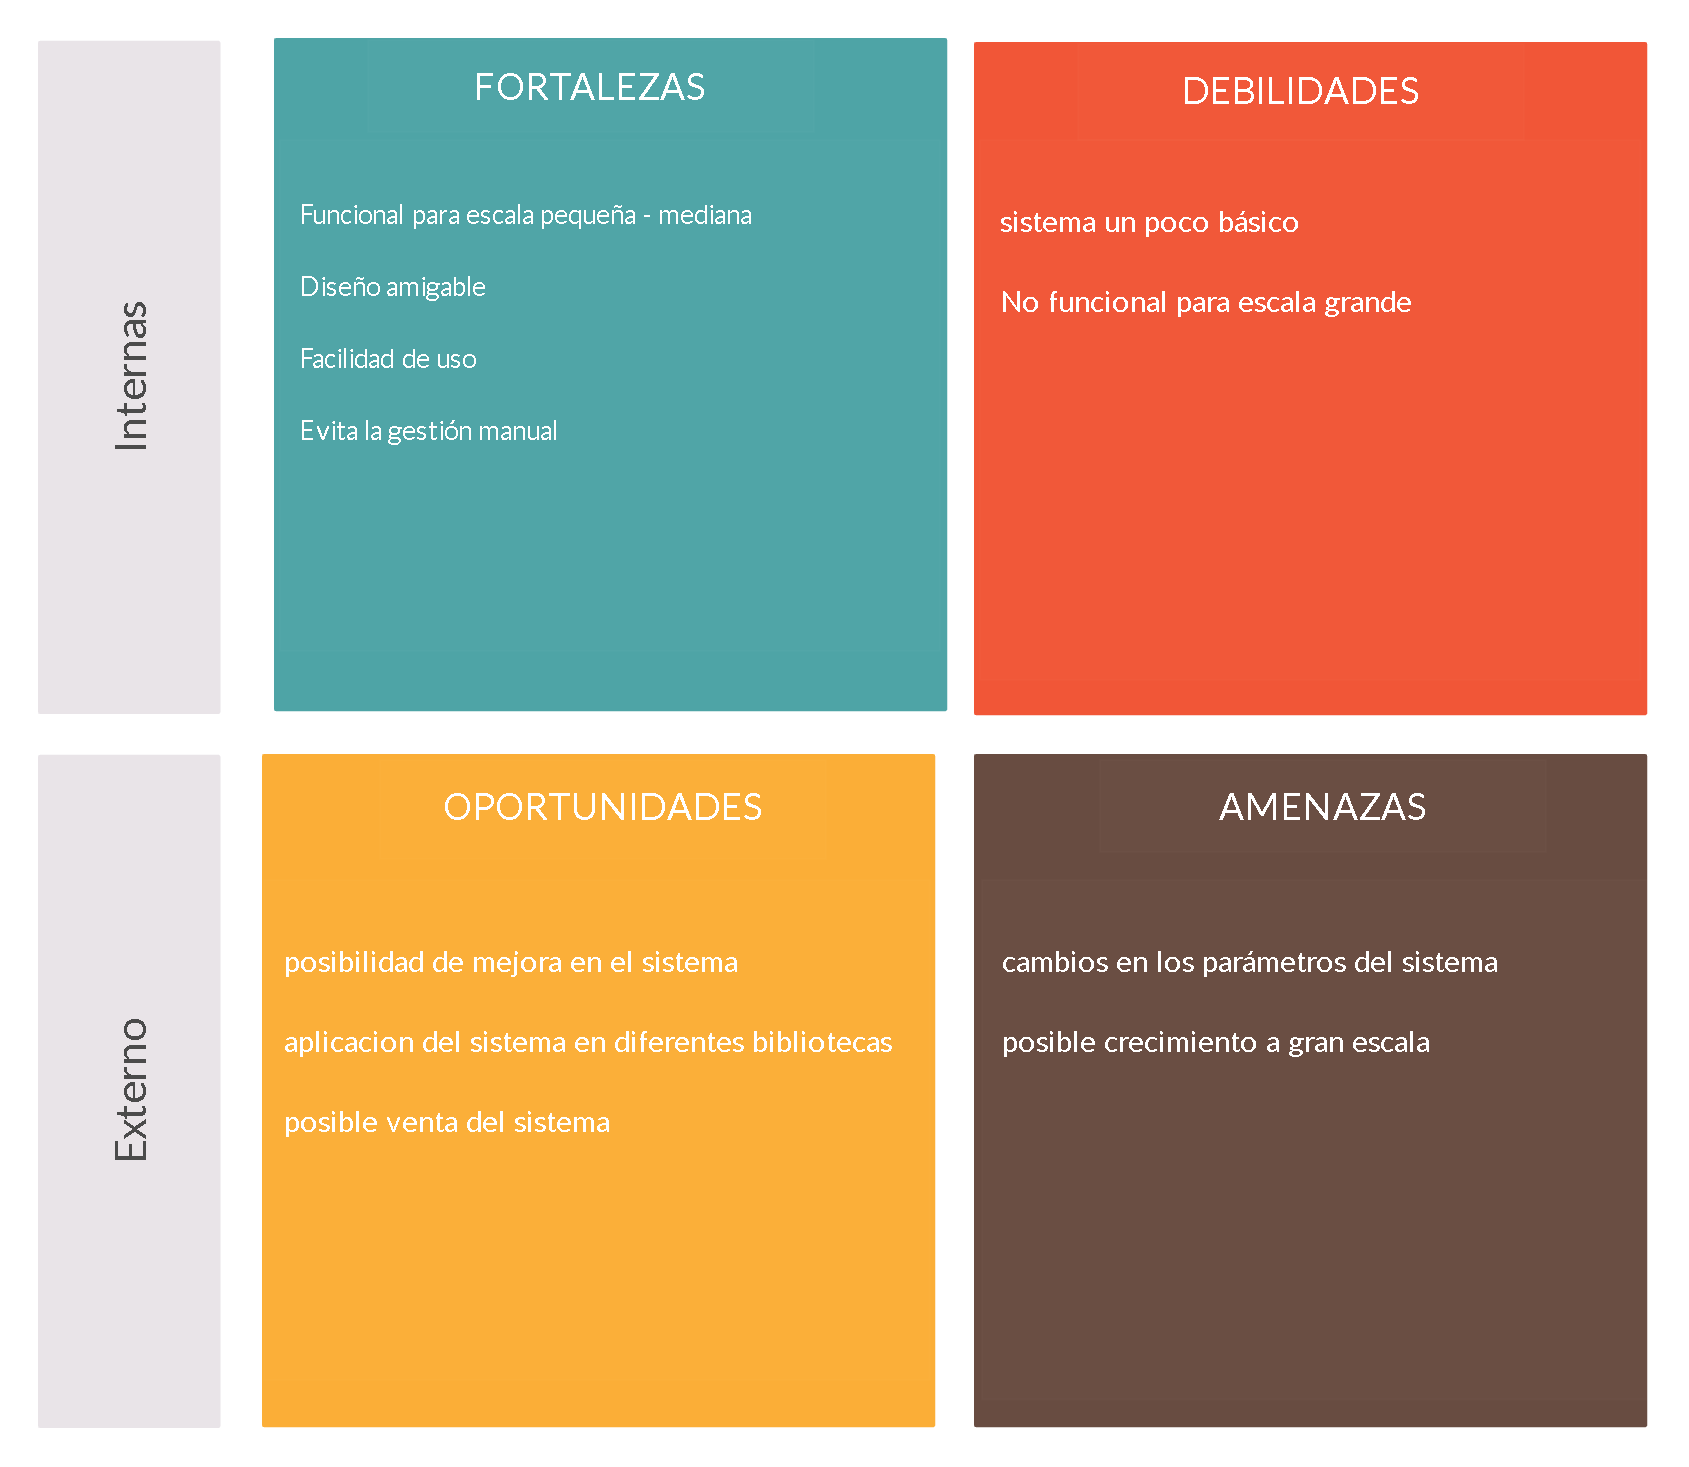 Internas
FORTALEZAS
Funcional para escala pequeña - mediana
Diseño amigable
Facilidad de uso
Evita la gestión manual
DEBILIDADES
sistema un poco básico
No funcional para escala grande
Externo
OPORTUNIDADES
posibilidad de mejora en el sistema
aplicacion del sistema en diferentes bibliotecas
posible venta del sistema
AMENAZAS
cambios en los parámetros del sistema
posible crecimiento a gran escala